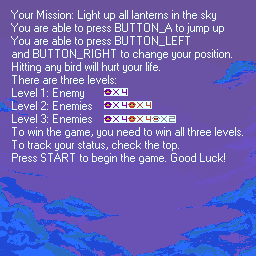 Your Mission: Light up all lanterns in the sky
You are able to press BUTTON_A to jump up
You are able to press BUTTON_LEFT
and BUTTON_RIGHT to change your position.
Hitting any bird will hurt your life.
There are three levels:
Level 1: Enemy X4
Level 2: Enemies X4 X4
Level 3: Enemies X4 X4 X2
To win the game, you need to win all three levels.
To track your status, check the top.
Press START to begin the game. Good Luck!